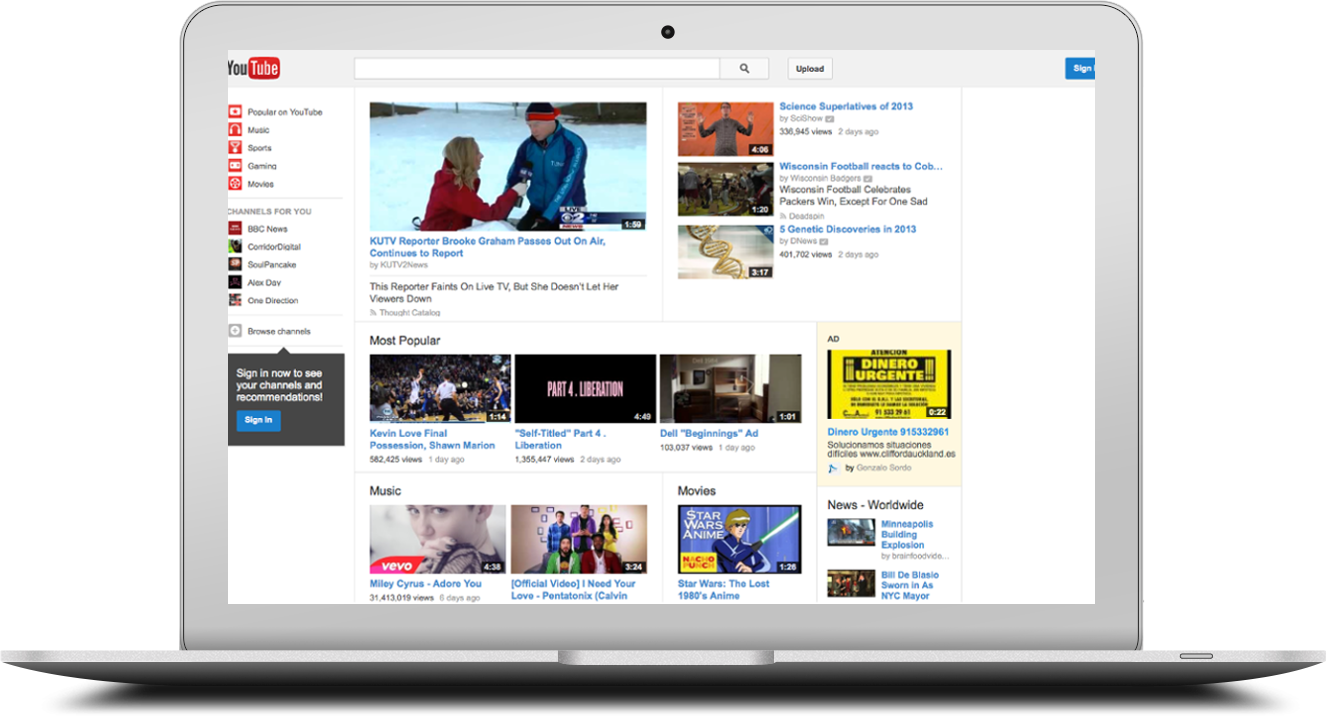 YouTube
Upload
Sign
Popular on YouTube
Music
Sports
Gaming
Movies
CHANNELS FOR YOU
BBC News
CorridorDigital
SoulPancake
Alex Day
One Direction
Browse channels
Sign in now to see
your channels and
recommendations!
Sign In
LIVE
2
NEWS
1:59
KUTV Reporter Brooke Graham Passes Out On Air,
Continues to Report
by KUTV2News
This Reporter Faints On Live TV, But She Doesn't Let Her
Viewers Down
Thought Catalog
4:06
Science Superlatives of 2013
by SciShow
336,945 views 2 days ago
1:20
Wisconsin Football reacts to Cob...
by Wisconsin Badgers
Wisconsin Football Celebrates
Packers Win, Except For One Sad
Deadspin
3:17
5 Genetic Discoveries in 2013
by DNews
401,702 views 2 days ago
Most Popular
1:14
Kevin Love Final
Possession, Shawn Marion
582,425 views 1 day ago
PART 4. LIBERATION
4:49
"Self-Titled" Part 4 .
Liberation
1,355,447 views 2 days ago
1:01
Dell "Beginnings" Ad
103,037 views 1 day ago
AD
ATENCION
DINERO
URGENTE
91 533 29 61
0:22
Dinero Urgente 915332961
Solucionamos situaciones
dificiles www.cliffordauckland.es
by Gonzalo Sordo
Music
vevo
4:38
Miley Cyrus - Adore You
31,413,019 views 6 days ago
3:24
[Official Video] I Need Your
Love - Pentatonix (Calvin
Movies
STAR
WARS
ANIME
NACHO
PUNCH
1:26
Star Wars: The Lost
1980's Anime
News - Worldwide
Minneapolis
Building
Explosion
by brainfoodvide...
Bill De Blasio
Sworn in As
NYC Mayor